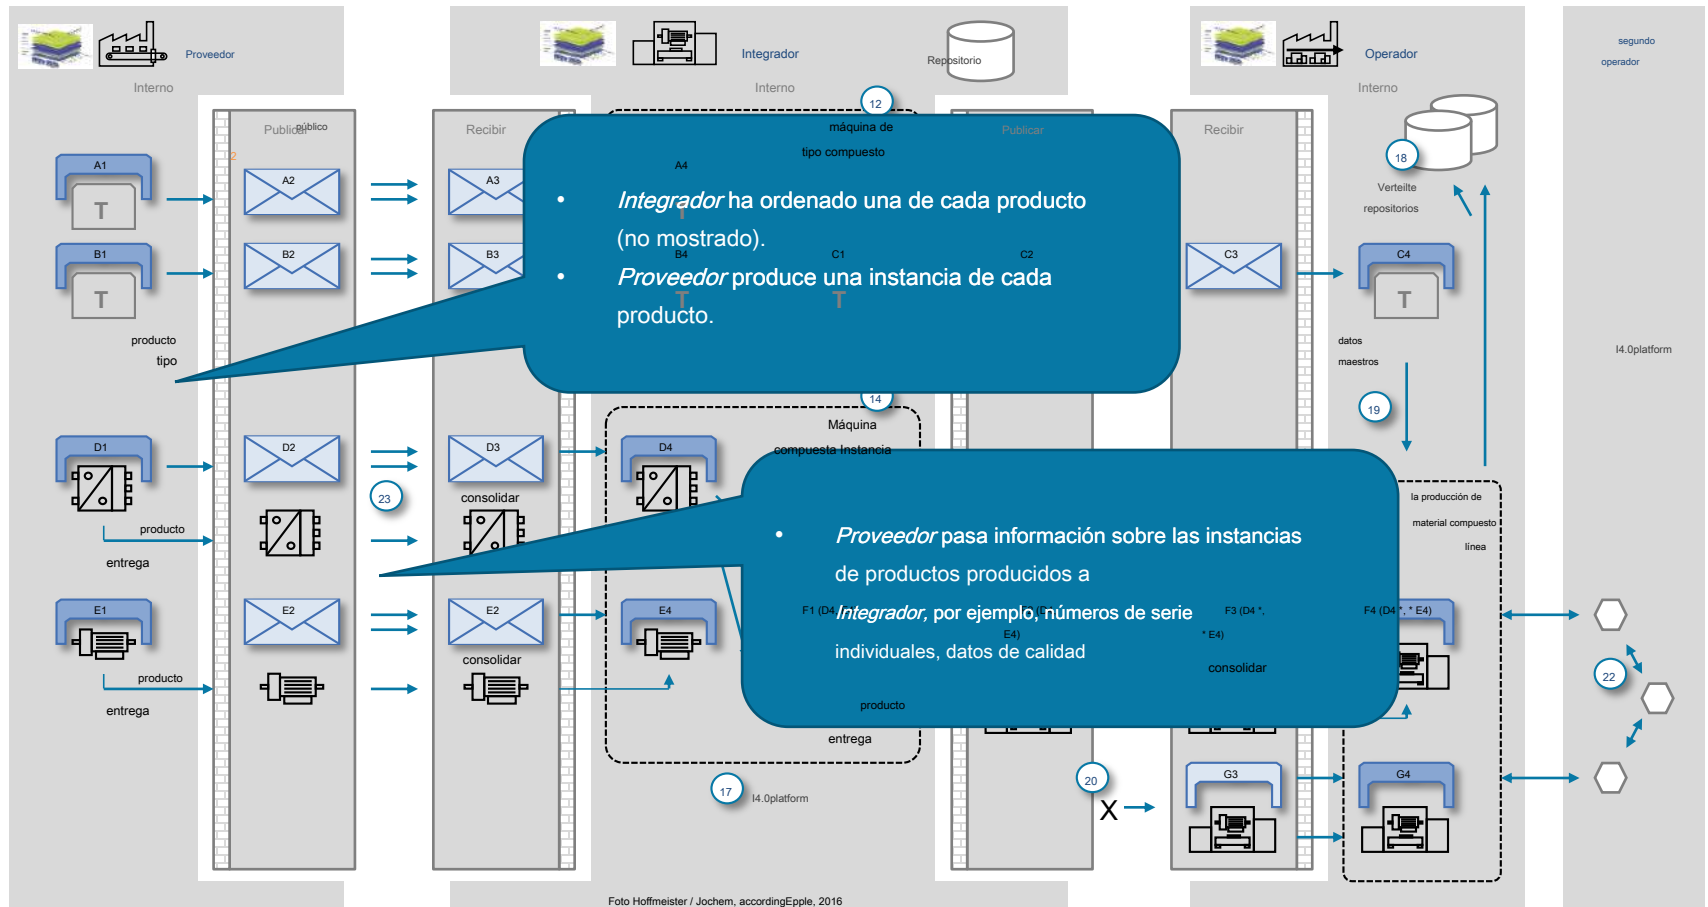 Proveedor
Integrador
Repositorio
Operador
segundo
operador
Interno
Interno
Interno
Publicar
público
Recibir
Publicar
Recibir
2
12
máquina de
tipo compuesto
18
Verteilte
repositorios
A1
T
A2
A3
A4
T
B1
T
B2
B3
B4
T
C1
T
C2
C3
C4
T
• Integrador ha ordenado una de cada producto
(no mostrado).
• Proveedor produce una instancia de cada
producto.
producto
tipo
datos
maestros
I4.0platform
14
19
Máquina
compuesta Instancia
D1
D2
D3
D4
23
consolidar
producto
entrega
la producción de
material compuesto
línea
• Proveedor pasa información sobre las instancias
de productos producidos a
Integrador, por ejemplo, números de serie
individuales, datos de calidad
E1
E2
E2
E4
F1 (D4,
E4)
F3 (D4 *,
* E4)
F4 (D4 *, * E4)
consolidar
consolidar
producto
entrega
producto
entrega
22
17
I4.0platform
20
X
G3
G4
Foto Hoffmeister / Jochem, accordingEpple, 2016